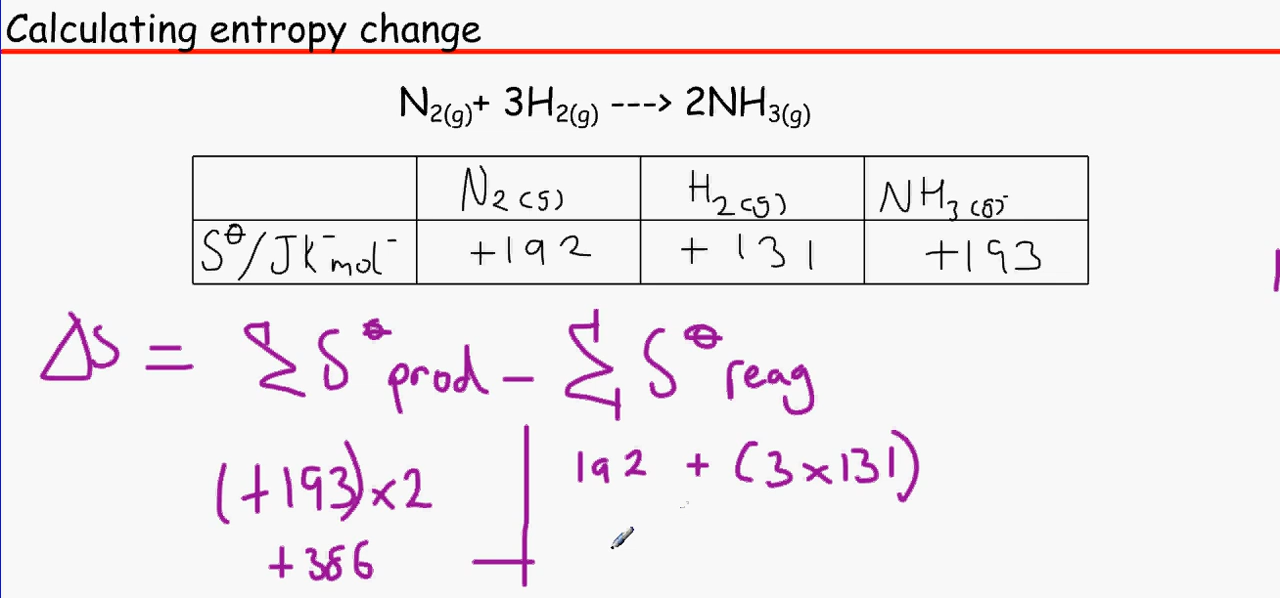 Calculating entropy change
N₂(g)+ 3H₂(g) ---> 2NH₃(g)
N₂(g) H₂(g) NH₃(g)
S^θ/JK⁻mol⁻ +192 +131 +193
ΔS = ΣS^θ prod - ΣS^θ reag
(+193)×2 192 + (3×131)
+386 -